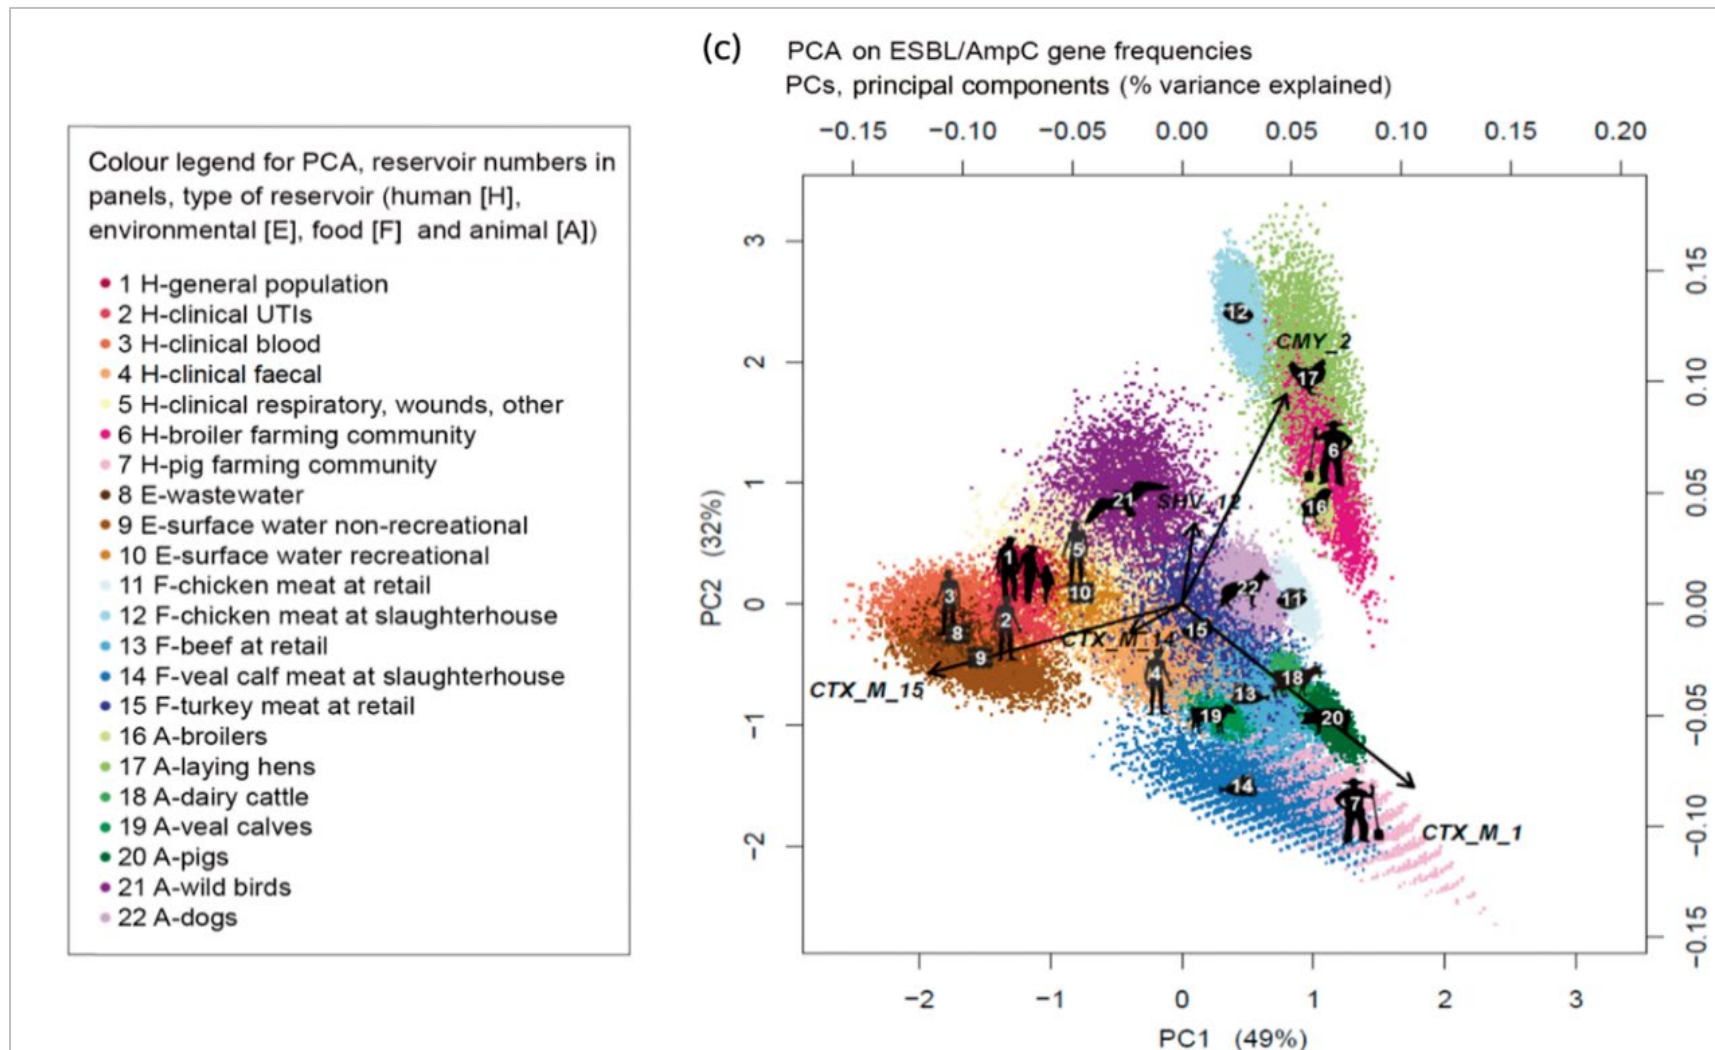 (c) PCA on ESBL/AmpC gene frequencies
PCs, principal components (% variance explained)
Colour legend for PCA, reservoir numbers in
panels, type of reservoir (human [H],
environmental [E], food [F] and animal [A])
1 H-general population
2 H-clinical UTIs
3 H-clinical blood
4 H-clinical faecal
5 H-clinical respiratory, wounds, other
6 H-broiler farming community
7 H-pig farming community
8 E-wastewater
9 E-surface water non-recreational
10 E-surface water recreational
11 F-chicken meat at retail
12 F-chicken meat at slaughterhouse
13 F-beef at retail
14 F-veal calf meat at slaughterhouse
15 F-turkey meat at retail
16 A-broilers
17 A-laying hens
18 A-dairy cattle
19 A-veal calves
20 A-pigs
21 A-wild birds
22 A-dogs
−0.15 −0.10 −0.05 0.00 0.05 0.10 0.15 0.20
3
2
1
0
−1
−2
PC2 (32%)
12
CMY_2
17
6
16
21
SHV_12
1
5
10
3
8
2
9
22
11
CTX_M_14
15
CTX_M_15
4
13
18
19
20
14
7
CTX_M_1
0.15
0.10
0.05
0.00
−0.05
−0.10
−0.15
−2 −1 0 1 2 3
PC1 (49%)